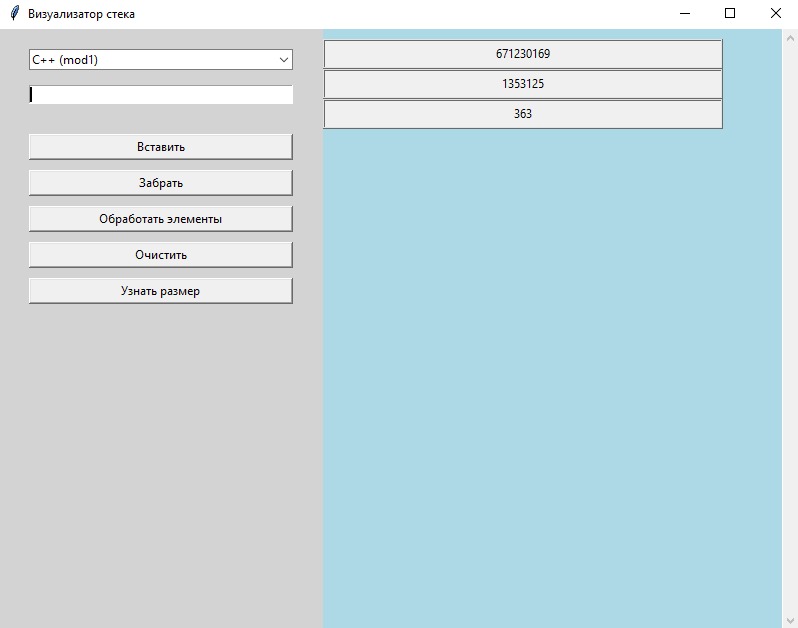 Визуализатор стека
C++ (mod1)
Вставить
Забрать
Обработать элементы
Очистить
Узнать размер
671230169
1353125
363